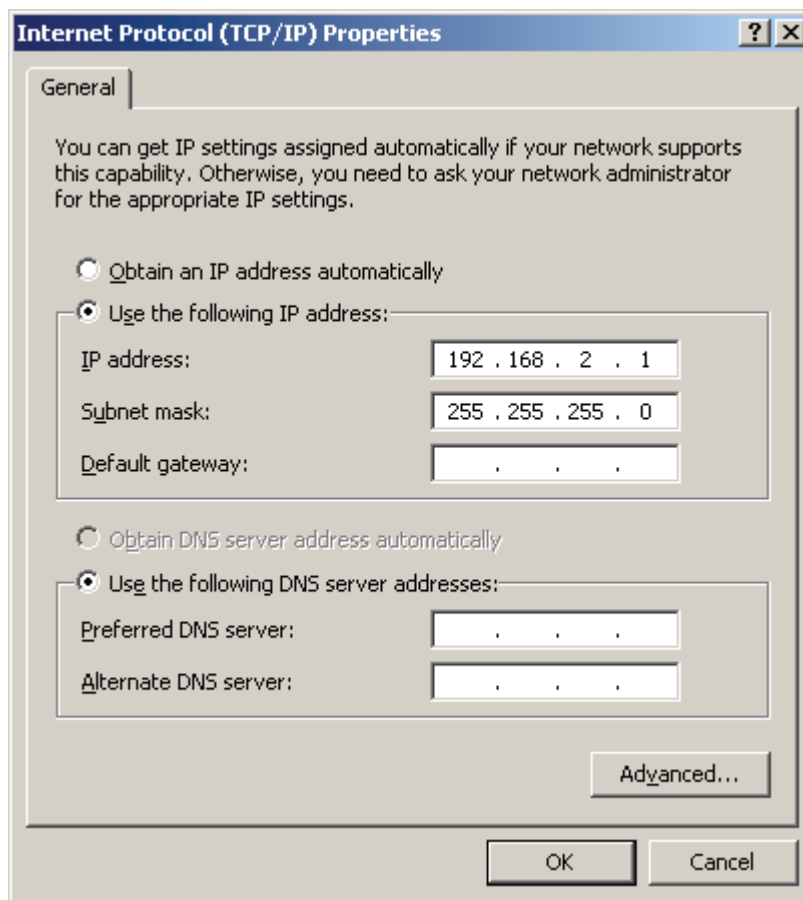 Internet Protocol (TCP/IP) Properties
General
You can get IP settings assigned automatically if your network supports
this capability. Otherwise, you need to ask your network administrator
for the appropriate IP settings.
Obtain an IP address automatically
Use the following IP address:
IP address: 192 . 168 . 2 . 1
Subnet mask: 255 . 255 . 255 . 0
Default gateway: . . .
Obtain DNS server address automatically
Use the following DNS server addresses:
Preferred DNS server: . . .
Alternate DNS server: . . .
Advanced...
OK Cancel